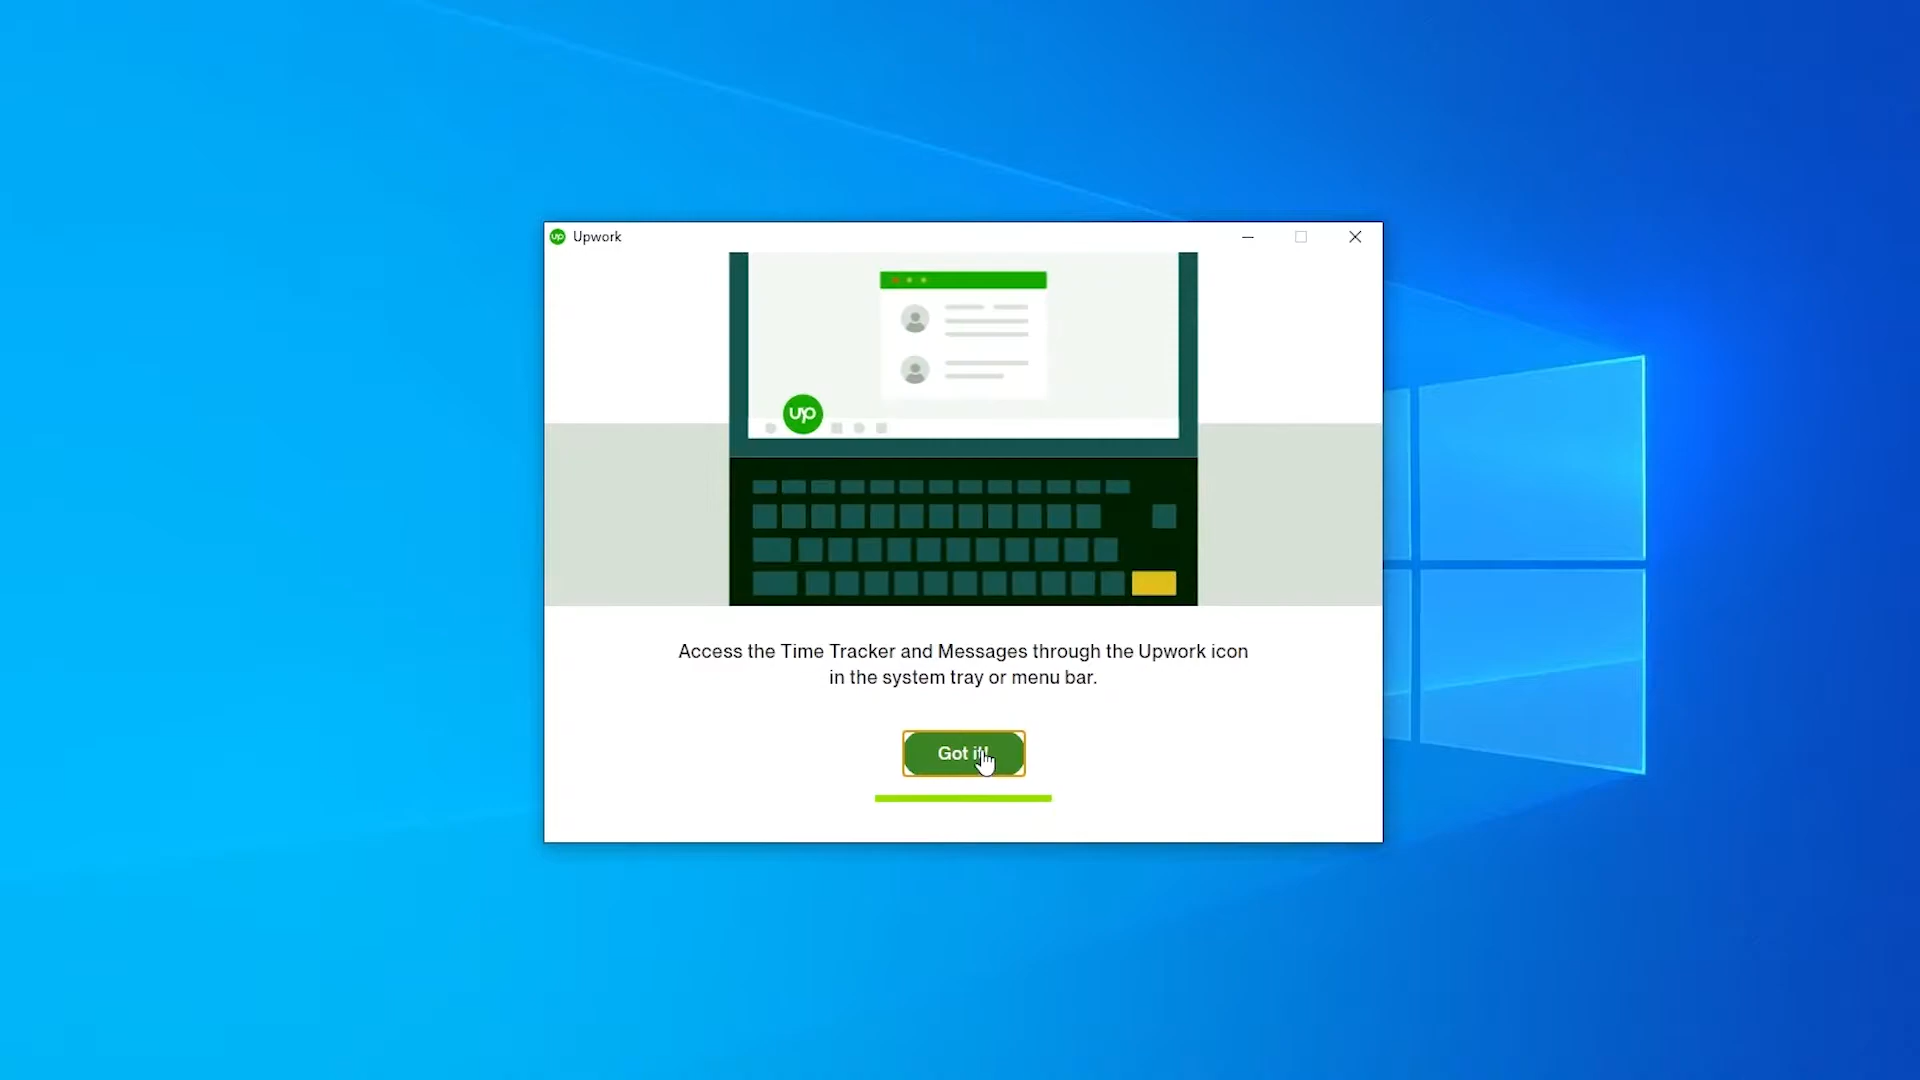 Upwork
up
Access the Time Tracker and Messages through the Upwork icon
in the system tray or menu bar.
Got it!